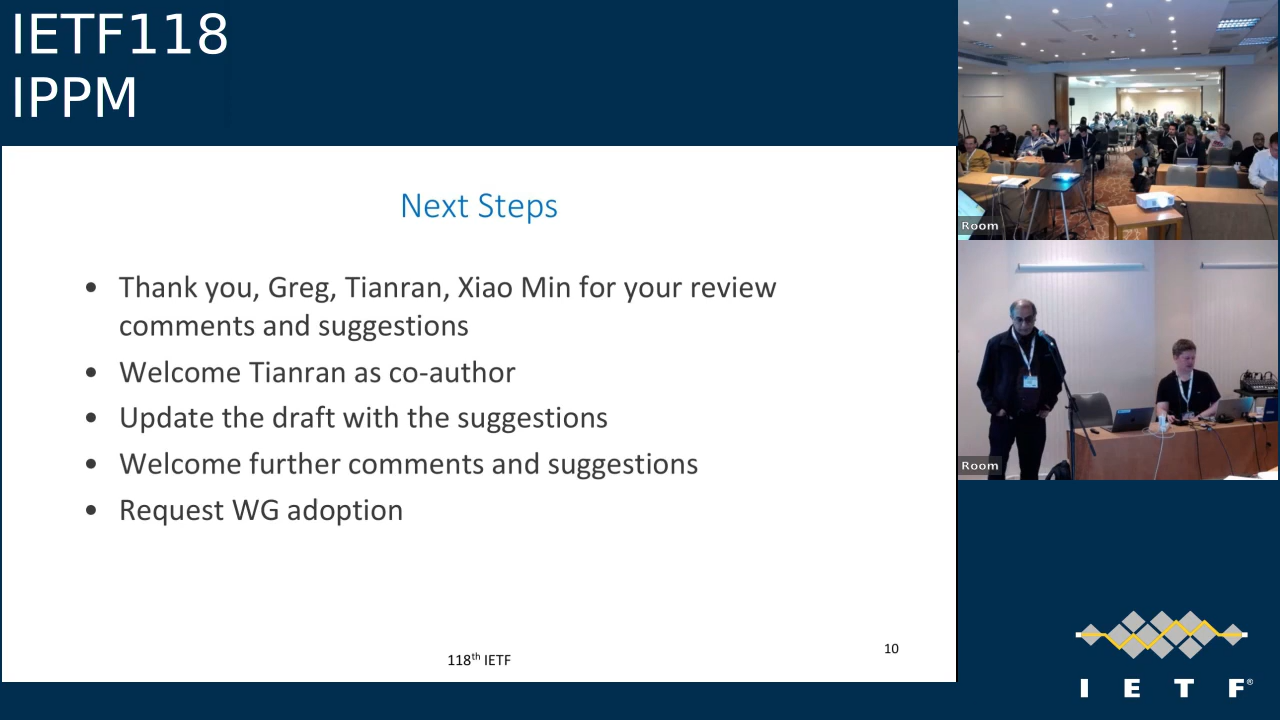 IETF118
IPPM
Next Steps
• Thank you, Greg, Tianran, Xiao Min for your review
comments and suggestions
• Welcome Tianran as co-author
• Update the draft with the suggestions
• Welcome further comments and suggestions
• Request WG adoption
118th IETF
10
Room
Room
I E T F®